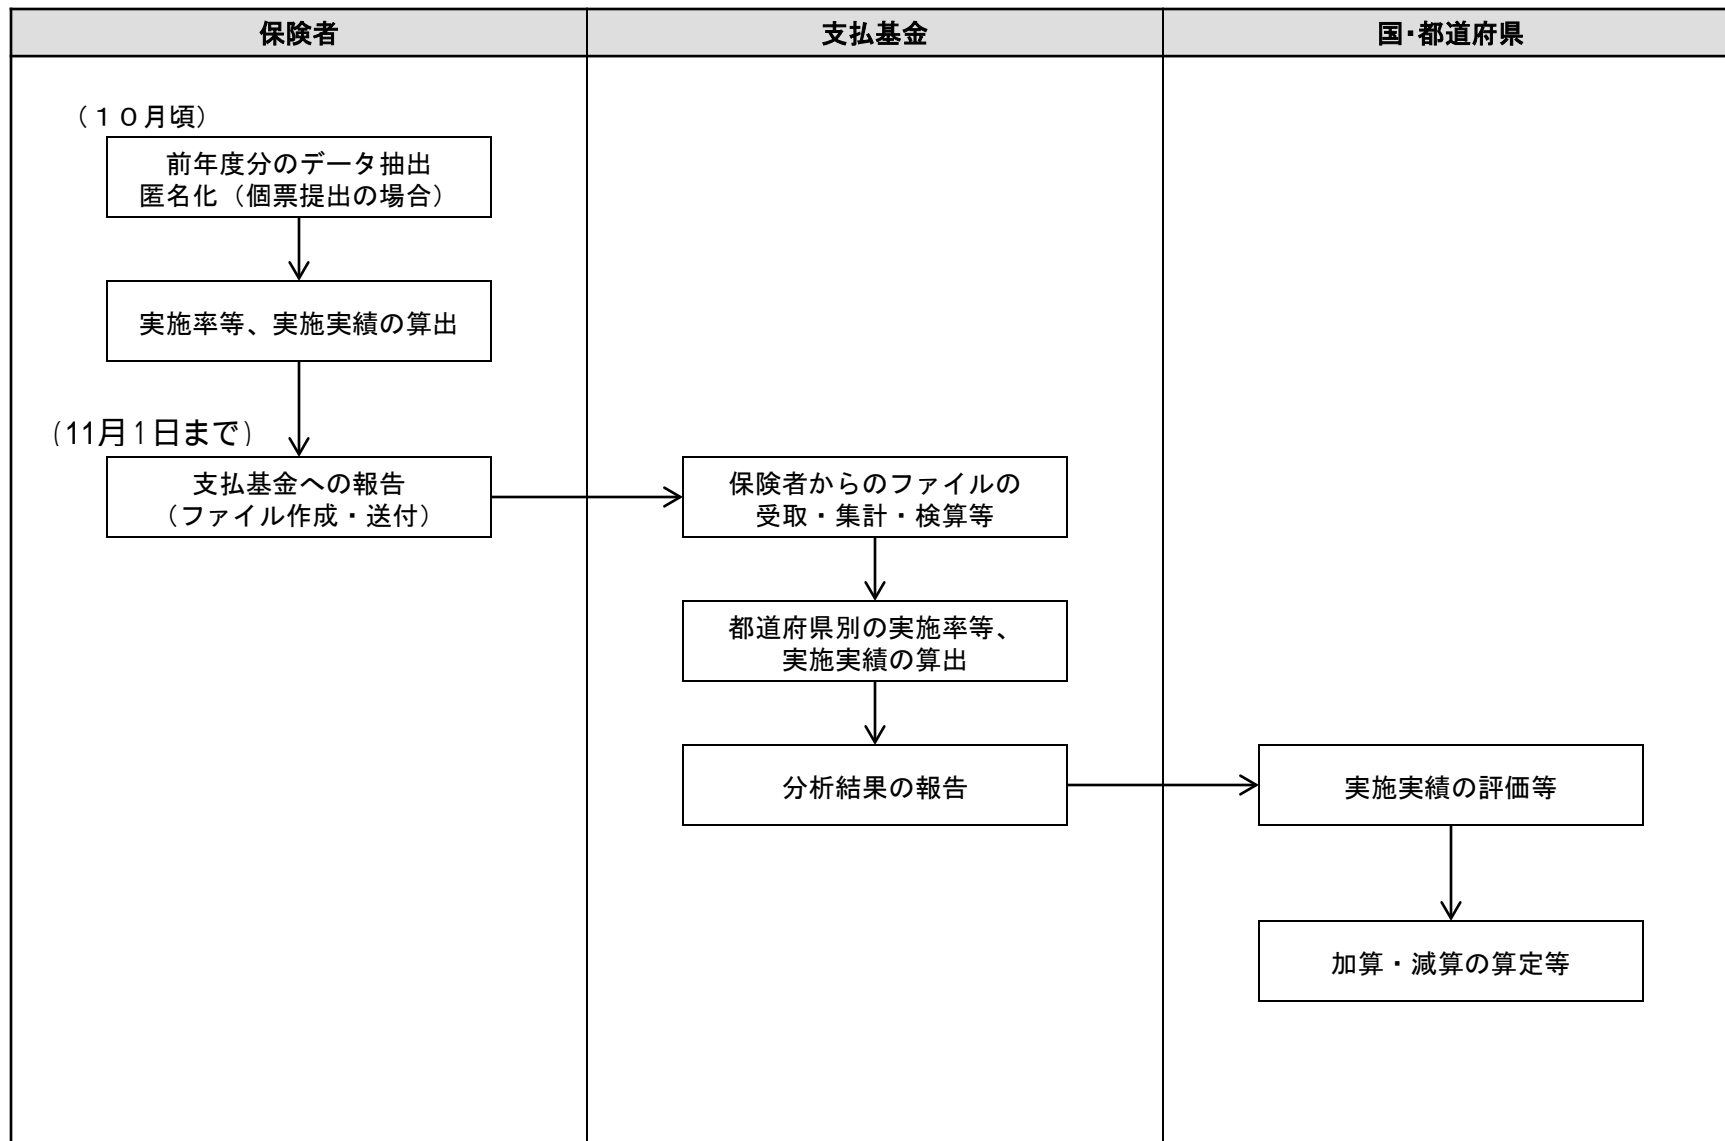 保険者
支払基金
国・都道府県
（１０月頃）
前年度分のデータ抽出
匿名化（個票提出の場合）
実施率等、実施実績の算出
(11月1日まで)
支払基金への報告
（ファイル作成・送付）
保険者からのファイルの
受取・集計・検算等
都道府県別の実施率等、
実施実績の算出
分析結果の報告
実施実績の評価等
加算・減算の算定等